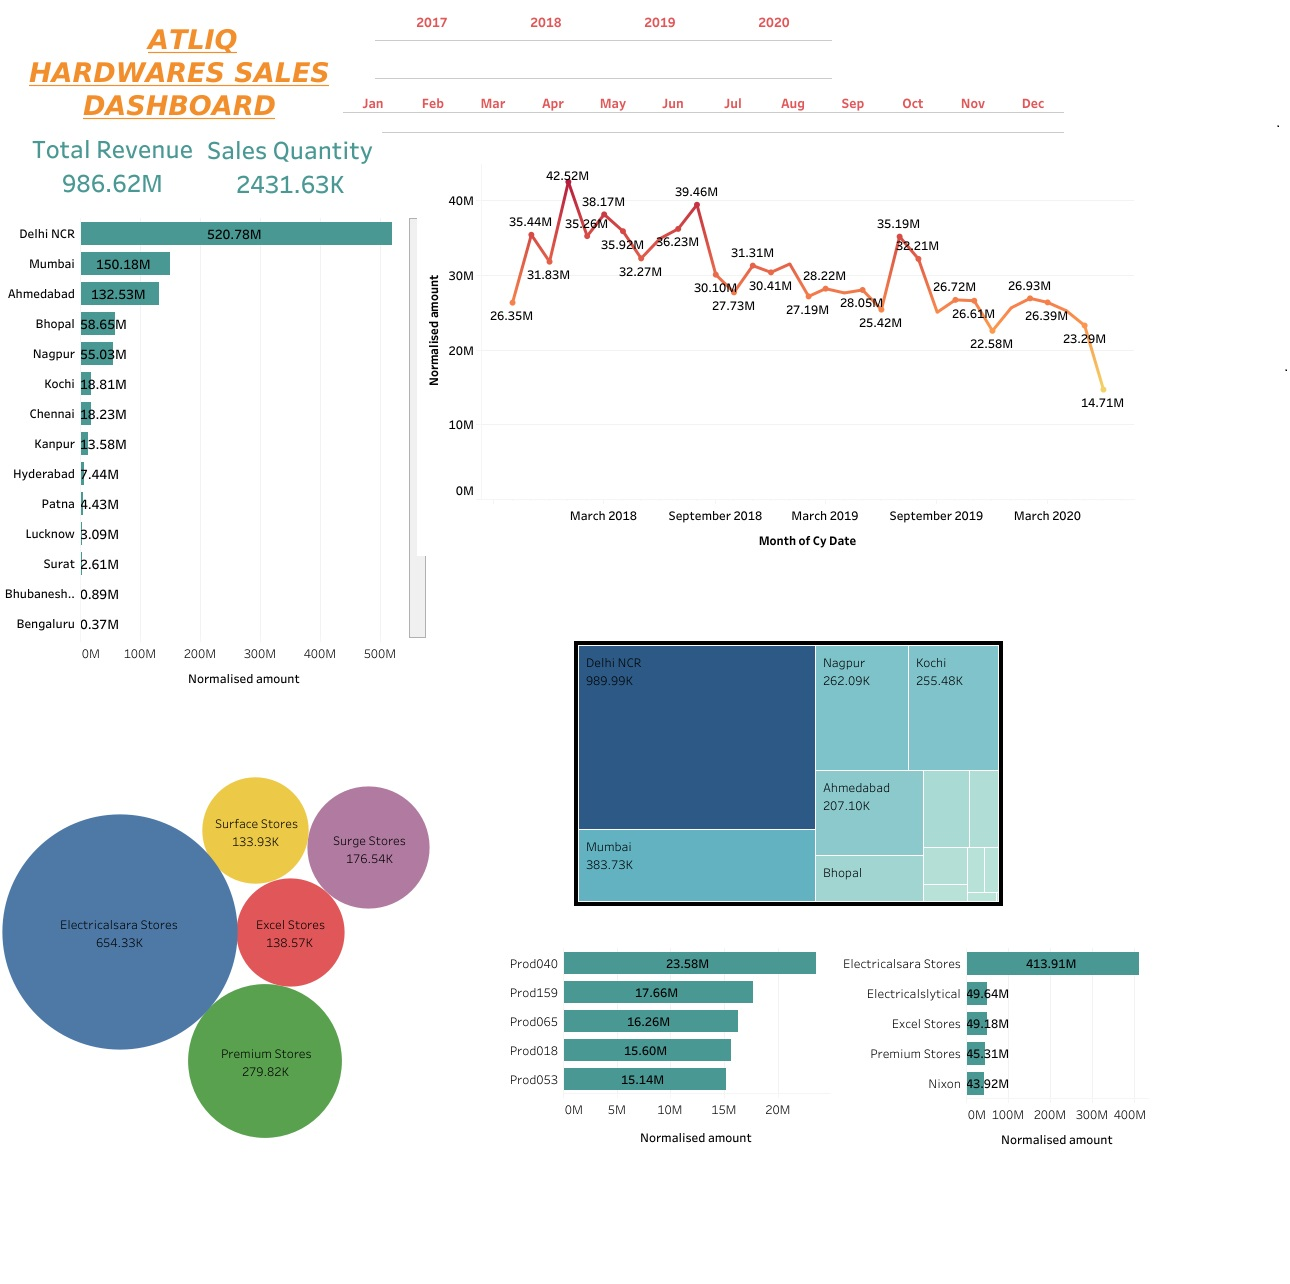 ATLIQ
HARDWARES SALES
DASHBOARD
2017 2018 2019 2020
Jan Feb Mar Apr May Jun Jul Aug Sep Oct Nov Dec
Total Revenue
986.62M
Sales Quantity
2431.63K
Delhi NCR 520.78M
Mumbai 150.18M
Ahmedabad 132.53M
Bhopal 58.65M
Nagpur 55.03M
Kochi 18.81M
Chennai 18.23M
Kanpur 13.58M
Hyderabad 7.44M
Patna 4.43M
Lucknow 3.09M
Surat 2.61M
Bhubanesh.. 0.89M
Bengaluru 0.37M
0M 100M 200M 300M 400M 500M
Normalised amount
Normalised amount
40M
30M
20M
10M
0M
26.35M
35.44M
31.83M
42.52M
35.26M
38.17M
35.92M
32.27M
36.23M
39.46M
30.10M
27.73M
31.31M
30.41M
27.19M
28.22M
28.05M
25.42M
35.19M
32.21M
26.72M
26.61M
22.58M
26.93M
26.39M
23.29M
14.71M
March 2018 September 2018 March 2019 September 2019 March 2020
Month of Cy Date
Delhi NCR
989.99K
Mumbai
383.73K
Nagpur
262.09K
Kochi
255.48K
Ahmedabad
207.10K
Bhopal
Surface Stores
133.93K
Surge Stores
176.54K
Electricalsara Stores
654.33K
Excel Stores
138.57K
Premium Stores
279.82K
Prod040 23.58M
Prod159 17.66M
Prod065 16.26M
Prod018 15.60M
Prod053 15.14M
0M 5M 10M 15M 20M
Normalised amount
Electricalsara Stores 413.91M
Electricalslytical 49.64M
Excel Stores 49.18M
Premium Stores 45.31M
Nixon 43.92M
0M 100M 200M 300M 400M
Normalised amount